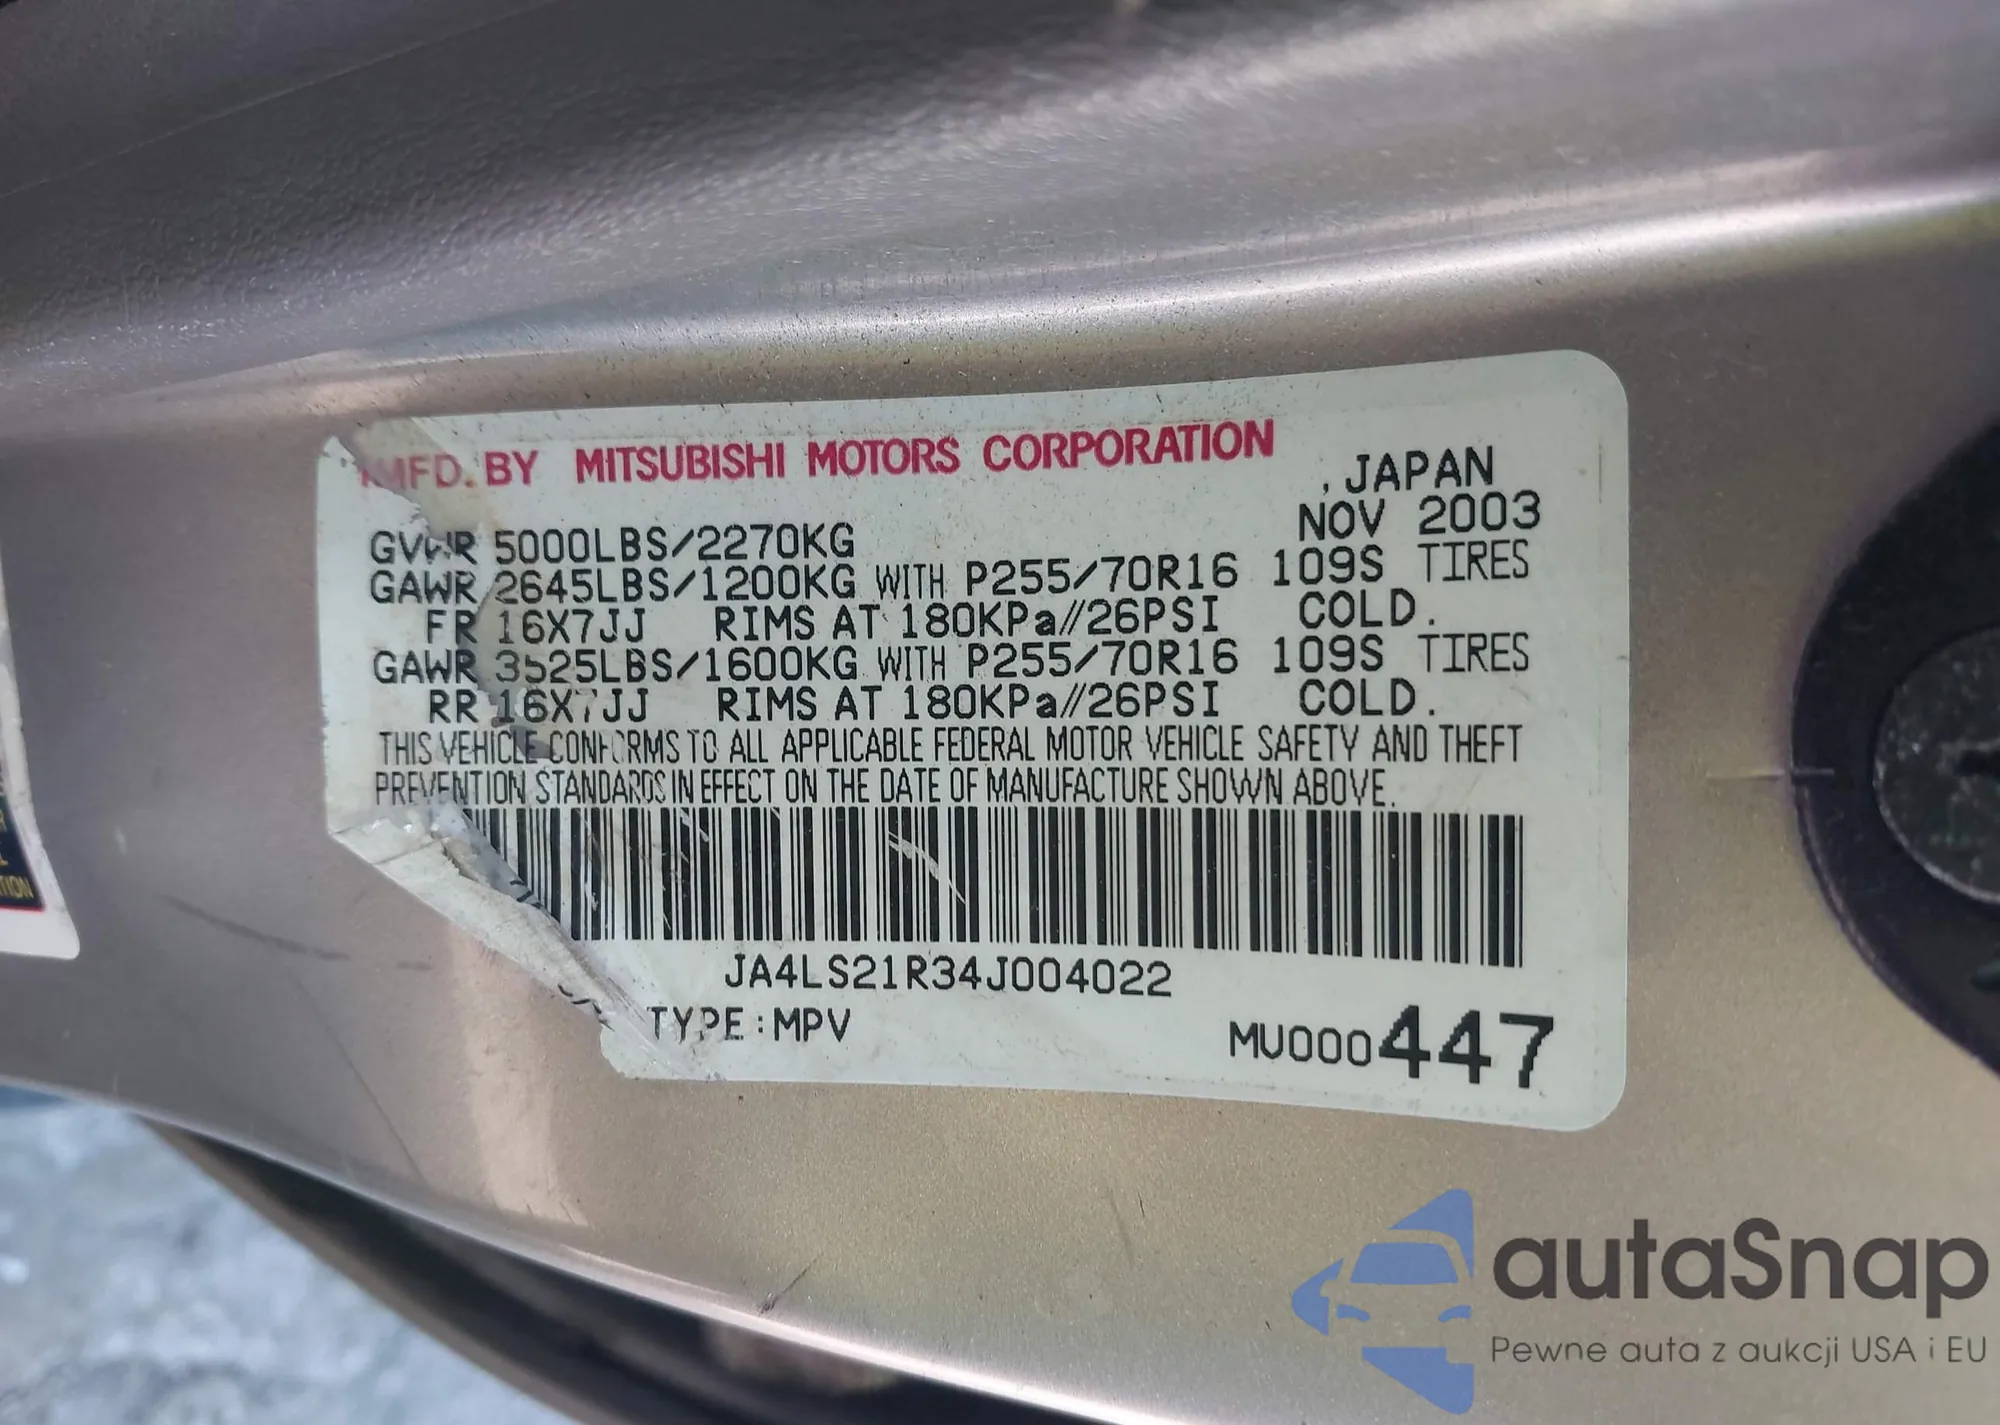 MFD. BY MITSUBISHI MOTORS CORPORATION
, JAPAN
NOV 2003
GVWR 5000LBS/2270KG
GAWR 2645LBS/1200KG WITH P255/70R16 109S TIRES
FR 16X7JJ RIMS AT 180KPa//26PSI COLD.
GAWR 3525LBS/1600KG WITH P255/70R16 109S TIRES
RR 16X7JJ RIMS AT 180KPa//26PSI COLD.
THIS VEHICLE CONFORMS TO ALL APPLICABLE FEDERAL MOTOR VEHICLE SAFETY AND THEFT
PREVENTION STANDARDS IN EFFECT ON THE DATE OF MANUFACTURE SHOWN ABOVE.
JA4LS21R34J004022
TYPE : MPV
MU000447
autaSnap
Pewne auta z aukcji USA i EU